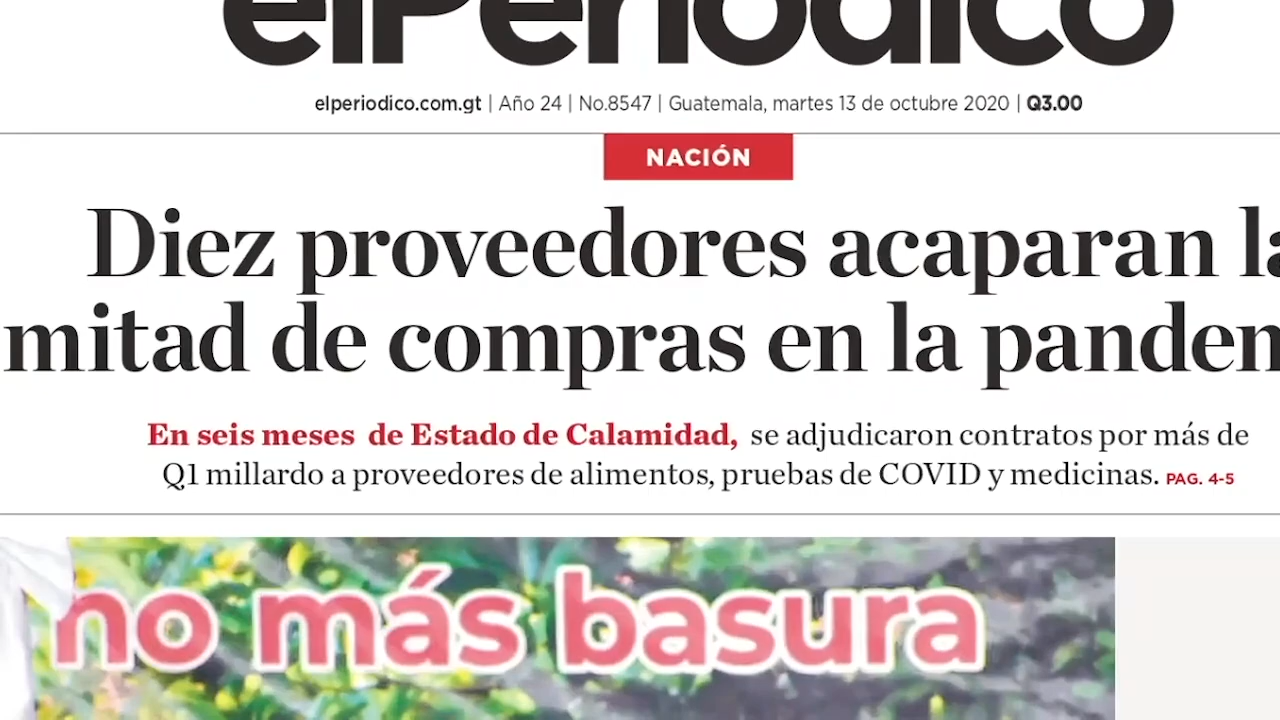 elPeriódico
elperiodico.com.gt | Año 24 | No.8547 | Guatemala, martes 13 de octubre 2020 | Q3.00
NACIÓN
Diez proveedores acaparan la
mitad de compras en la
En seis meses de Estado de Calamidad, se adjudicaron contratos por más de
Q1 millardo a proveedores de alimentos, pruebas de COVID y medicinas. PAG. 4-5
no más basura